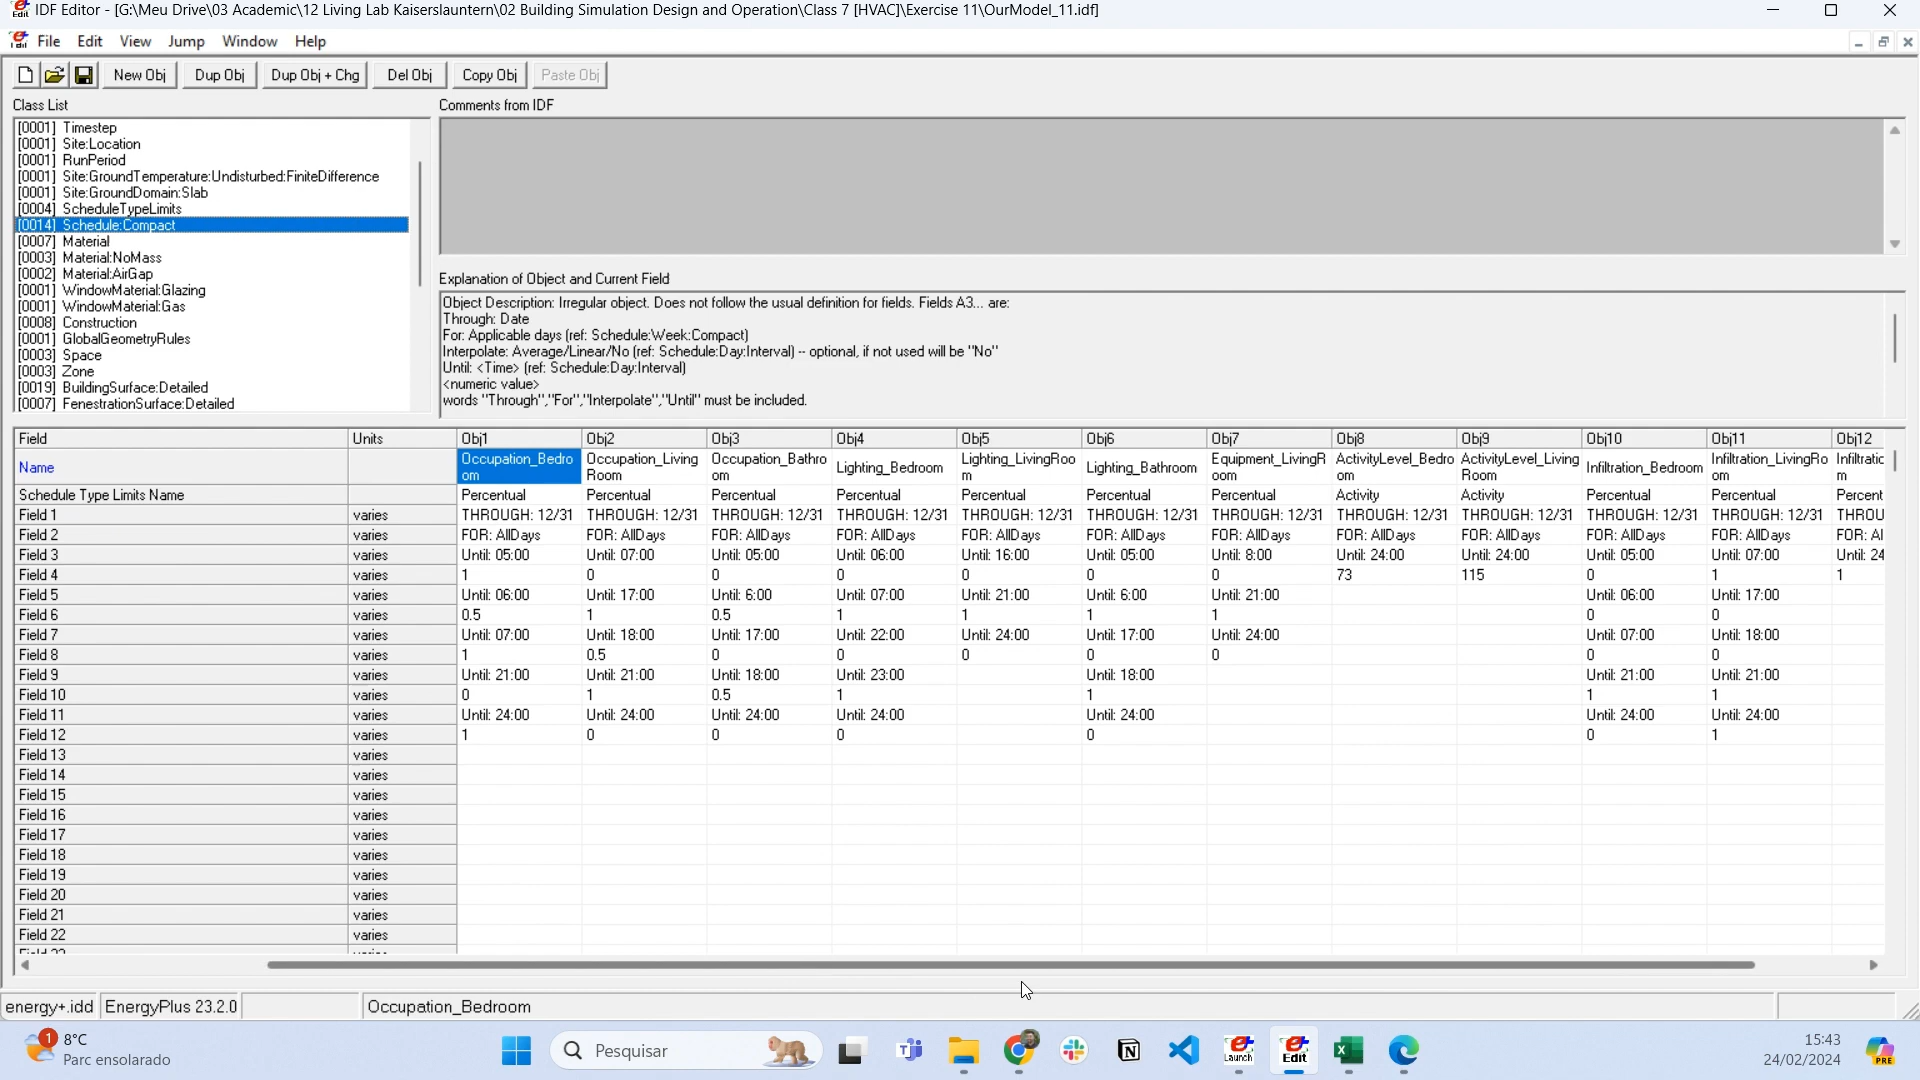 IDF Editor - [G:\Meu Drive\03 Academic\12 Living Lab Kaiserslauntern\02 Building Simulation Design and Operation\Class 7 [HVAC]\Exercise 11\OurModel_11.idf]
File Edit View Jump Window Help
New Obj Dup Obj Dup Obj + Chg Del Obj Copy Obj Paste Obj
Class List
[0001] Timestep
[0001] Site:Location
[0001] RunPeriod
[0001] Site:GroundTemperature:Undisturbed:FiniteDifference
[0001] Site:GroundDomain:Slab
[0004] ScheduleTypeLimits
[0014] Schedule:Compact
[0007] Material
[0003] Material:NoMass
[0002] Material:AirGap
[0001] WindowMaterial:Glazing
[0001] WindowMaterial:Gas
[0008] Construction
[0001] GlobalGeometryRules
[0003] Space
[0003] Zone
[0019] BuildingSurface:Detailed
[0007] FenestrationSurface:Detailed
Comments from IDF
Explanation of Object and Current Field
Object Description: Irregular object. Does not follow the usual definition for fields. Fields A3... are:
Through: Date
For: Applicable days (ref: Schedule:Week:Compact)
Interpolate: Average/Linear/No (ref: Schedule:Day:Interval) -- optional, if not used will be "No"
Until: <Time> (ref: Schedule:Day:Interval)
<numeric value>
words "Through","For","Interpolate","Until" must be included.
Field Units Obj1 Obj2 Obj3 Obj4 Obj5 Obj6 Obj7 Obj8 Obj9 Obj10 Obj11 Obj12
Name Occupation_Bedroom Occupation_LivingRoom Occupation_Bathroom Lighting_Bedroom Lighting_LivingRoom Lighting_Bathroom Equipment_LivingRoom ActivityLevel_Bedroom ActivityLevel_LivingRoom Infiltration_Bedroom Infiltration_LivingRoom Infiltratic m
Schedule Type Limits Name Percentual Percentual Percentual Percentual Percentual Percentual Percentual Activity Activity Percentual Percentual Percent
Field 1 varies THROUGH: 12/31 THROUGH: 12/31 THROUGH: 12/31 THROUGH: 12/31 THROUGH: 12/31 THROUGH: 12/31 THROUGH: 12/31 THROUGH: 12/31 THROUGH: 12/31 THROUGH: 12/31 THROUGH: 12/31 THROU
Field 2 varies FOR: AllDays FOR: AllDays FOR: AllDays FOR: AllDays FOR: AllDays FOR: AllDays FOR: AllDays FOR: AllDays FOR: AllDays FOR: AllDays FOR: AllDays FOR: Al
Field 3 varies Until: 05:00 Until: 07:00 Until: 05:00 Until: 06:00 Until: 16:00 Until: 05:00 Until: 8:00 Until: 24:00 Until: 24:00 Until: 05:00 Until: 07:00 Until: 24
Field 4 varies 1 0 0 0 0 0 0 73 115 0 1 1
Field 5 varies Until: 06:00 Until: 17:00 Until: 6:00 Until: 07:00 Until: 21:00 Until: 6:00 Until: 21:00 Until: 06:00 Until: 17:00
Field 6 varies 0.5 1 0.5 1 1 1 1 0 0
Field 7 varies Until: 07:00 Until: 18:00 Until: 17:00 Until: 22:00 Until: 24:00 Until: 17:00 Until: 24:00 Until: 07:00 Until: 18:00
Field 8 varies 1 0.5 0 0 0 0 0 0 0
Field 9 varies Until: 21:00 Until: 21:00 Until: 18:00 Until: 23:00 Until: 18:00 Until: 21:00 Until: 21:00
Field 10 varies 0 1 0.5 1 1 1 1
Field 11 varies Until: 24:00 Until: 24:00 Until: 24:00 Until: 24:00 Until: 24:00 Until: 24:00 Until: 24:00
Field 12 varies 1 0 0 0 0 0 1
Field 13 varies
Field 14 varies
Field 15 varies
Field 16 varies
Field 17 varies
Field 18 varies
Field 19 varies
Field 20 varies
Field 21 varies
Field 22 varies
energy+.idd EnergyPlus 23.2.0 Occupation_Bedroom
1 8°C
Parc ensolarado
Pesquisar
Launch
Edit
15:43
24/02/2024
PRE